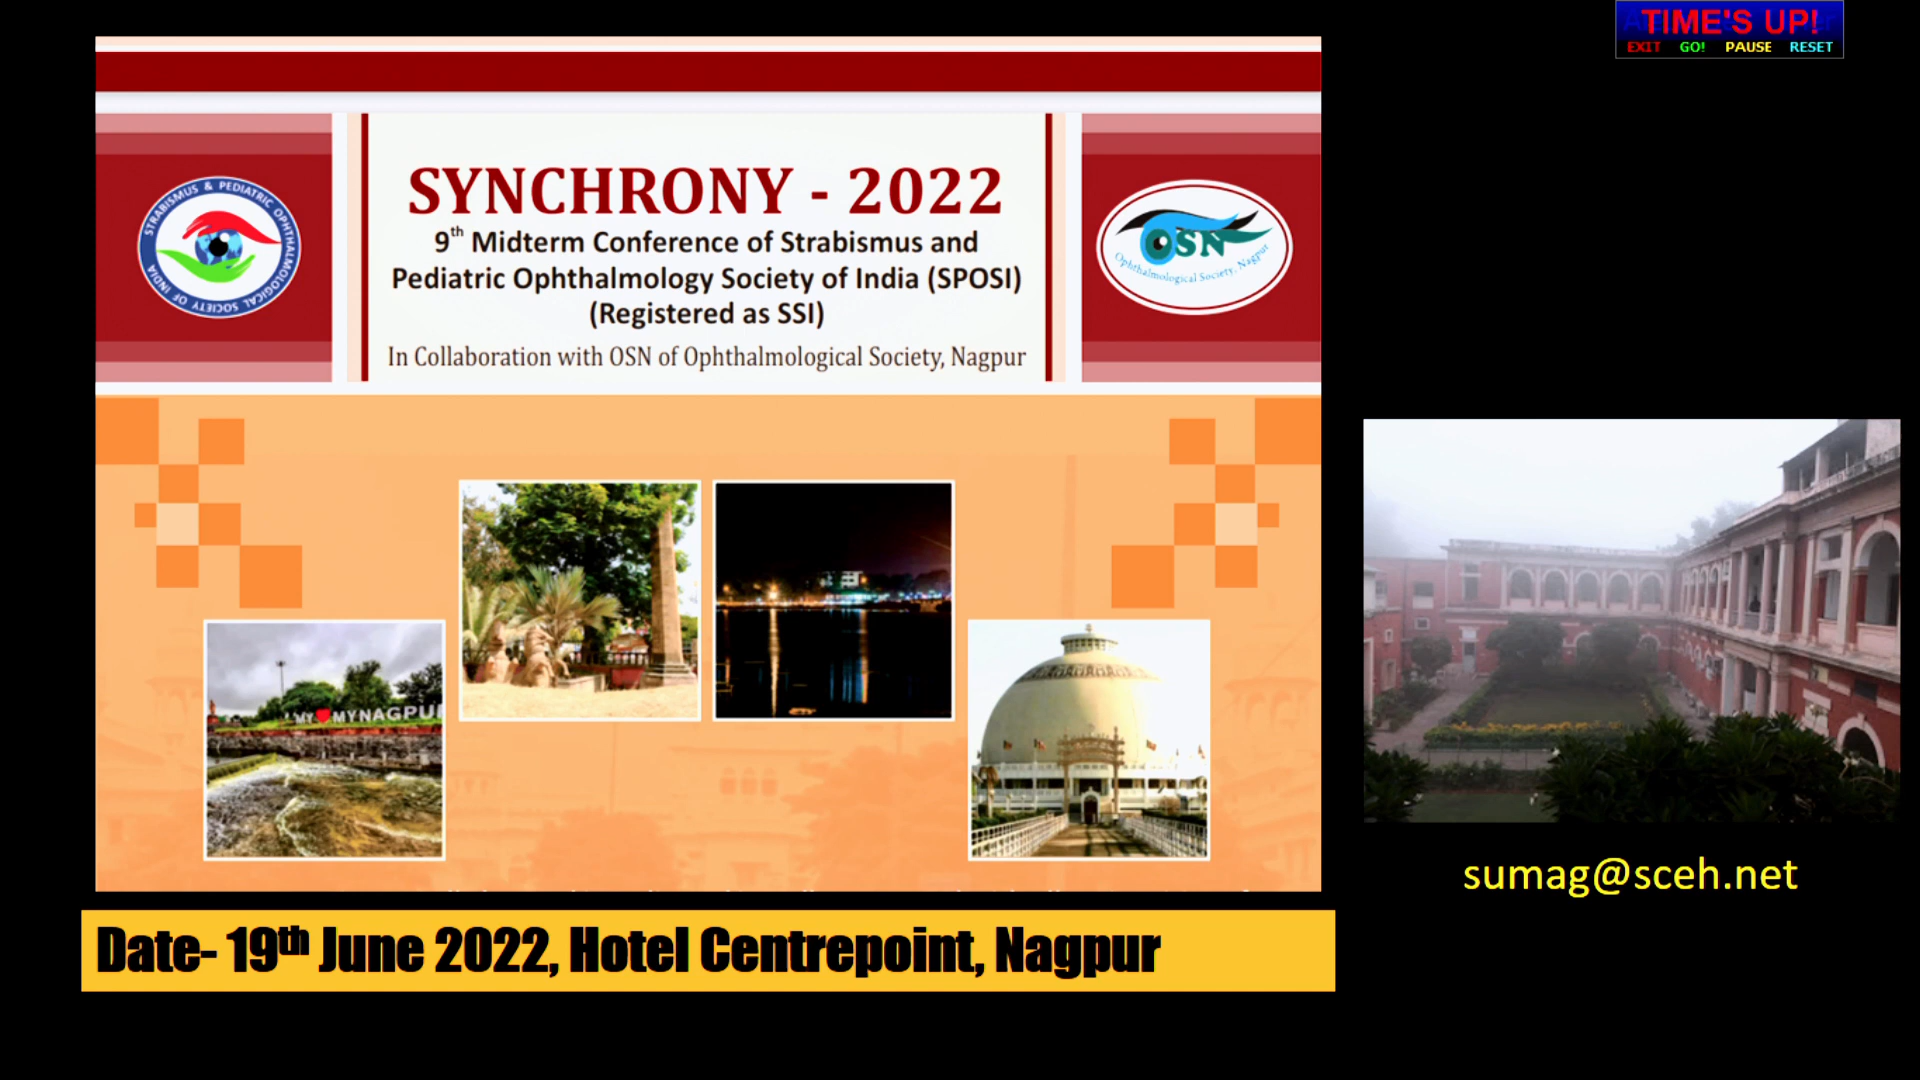 TIME'S UP!
EXIT GO! PAUSE RESET
SYNCHRONY - 2022
9th Midterm Conference of Strabismus and
Pediatric Ophthalmology Society of India (SPOSI)
(Registered as SSI)
In Collaboration with OSN of Ophthalmological Society, Nagpur
STRABISMUS & PEDIATRIC OPHTHALMOLOGICAL SOCIETY OF INDIA
OSN
Ophthalmological Society, Nagpur
MY ❤ MYNAGPUR
sumag@sceh.net
Date- 19th June 2022, Hotel Centrepoint, Nagpur